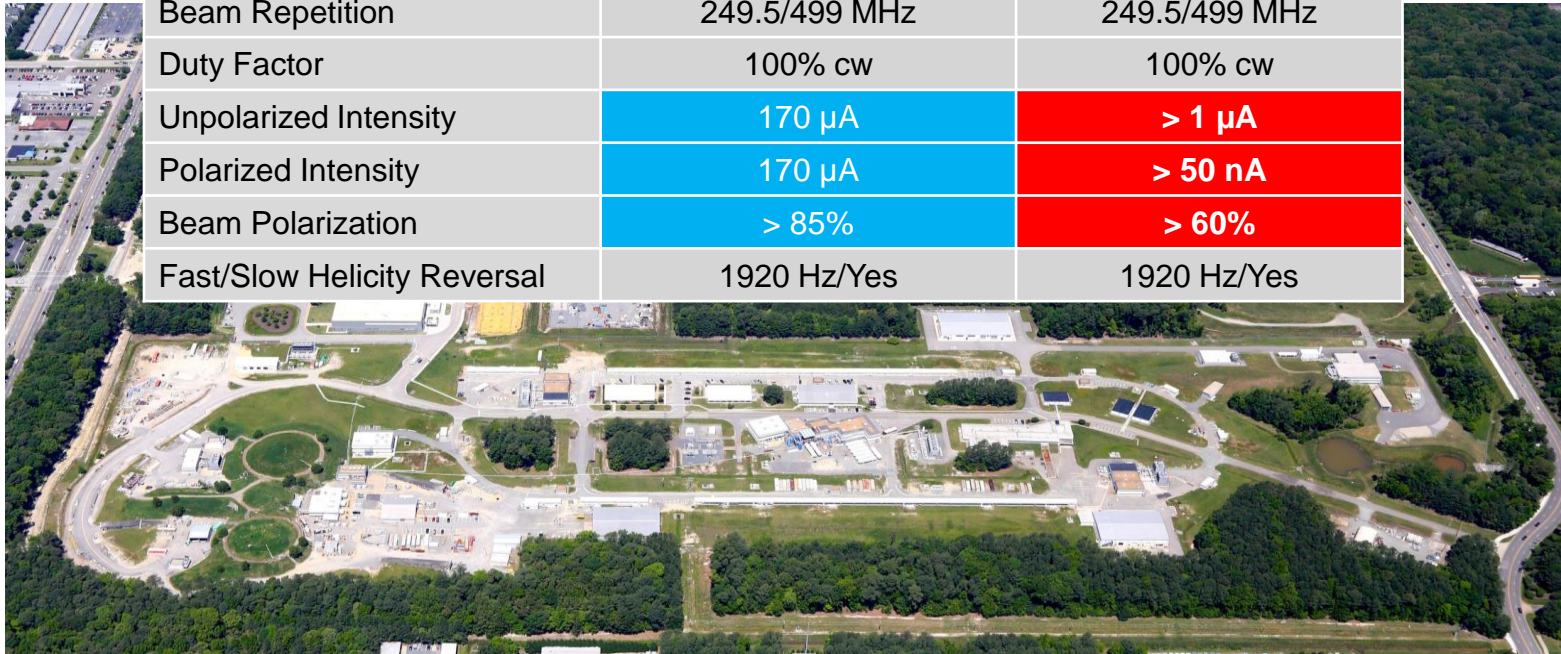 Beam Repetition 249.5/499 MHz 249.5/499 MHz
Duty Factor 100% cw 100% cw
Unpolarized Intensity 170 µA > 1 µA
Polarized Intensity 170 µA > 50 nA
Beam Polarization > 85% > 60%
Fast/Slow Helicity Reversal 1920 Hz/Yes 1920 Hz/Yes